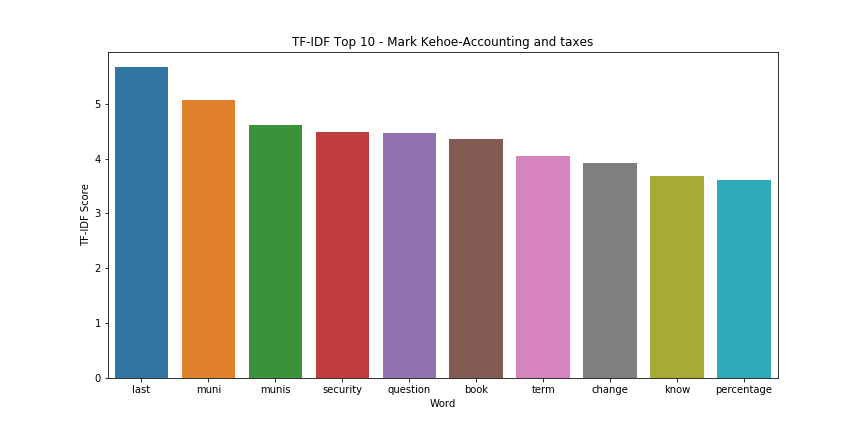 TF-IDF Top 10 - Mark Kehoe-Accounting and taxes
TF-IDF Score
5
4
3
2
1
0
last muni munis security question book term change know percentage
Word